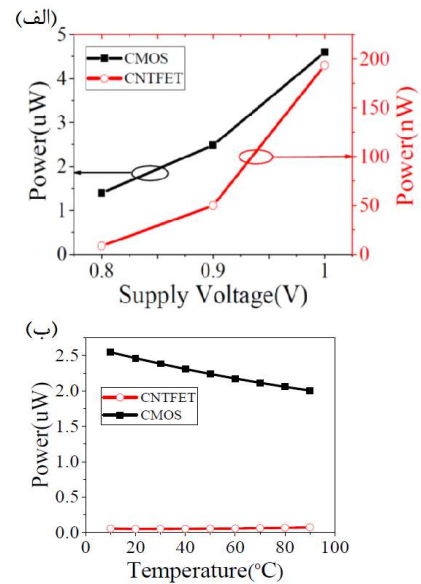 (الف)
5
4
3
2
1
0
Power(uW)
CMOS
CNTFET
200
150
100
50
0
Power(nW)
0.8 0.9 1
Supply Voltage(V)
(ب)
2.5
2.0
1.5
1.0
0.5
0.0
Power(uW)
CNTFET
CMOS
0 20 40 60 80 100
Temperature(°C)